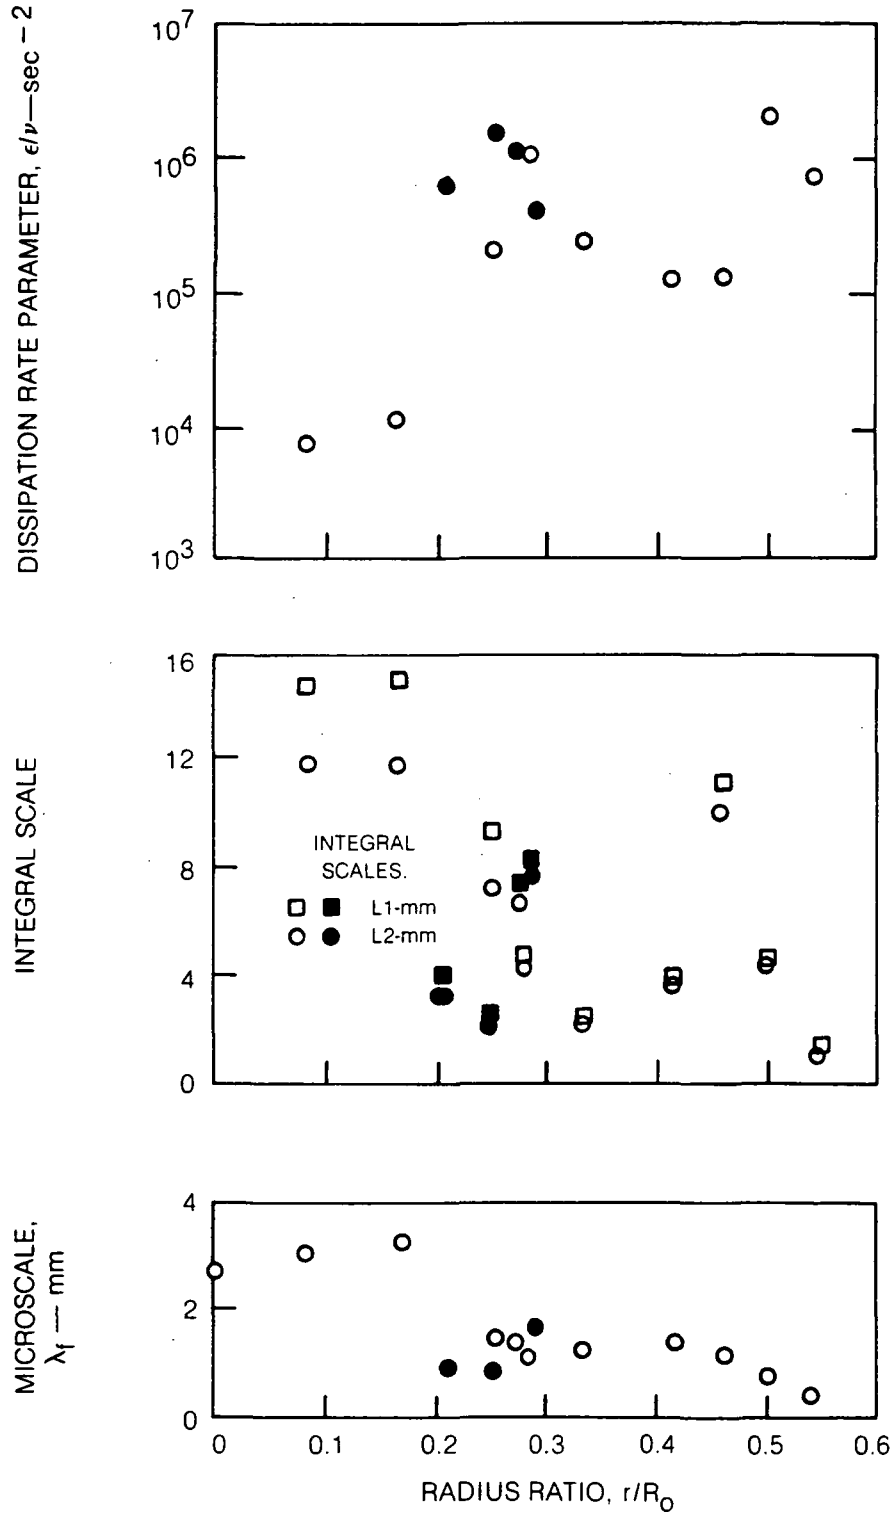 DISSIPATION RATE PARAMETER, ϵ/ν—sec−2
10⁷
10⁶
10⁵
10⁴
10³
INTEGRAL SCALE
16
12
8
4
0
INTEGRAL
SCALES.
L1-mm
L2-mm
MICROSCALE,
λf — mm
4
2
0
0 0.1 0.2 0.3 0.4 0.5 0.6
RADIUS RATIO, r/Ro